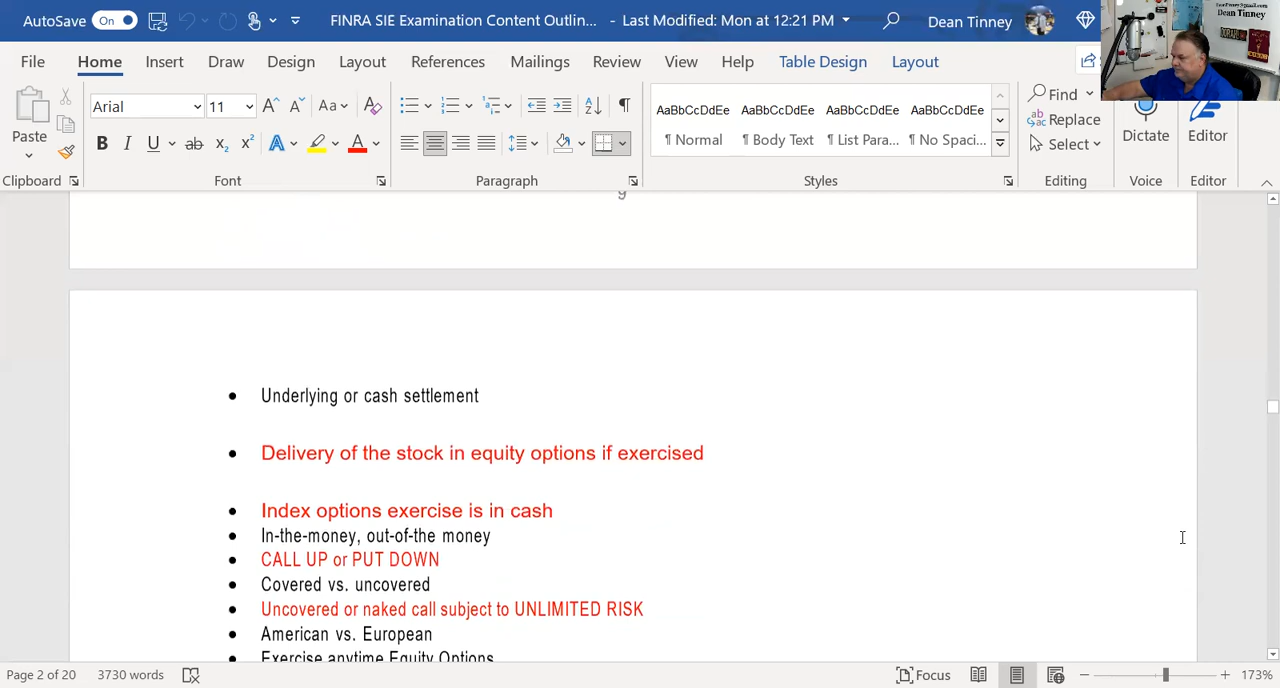 AutoSave On FINRA SIE Examination Content Outlin... - Last Modified: Mon at 12:21 PM Dean Tinney
Dean Tinney
File Home Insert Draw Design Layout References Mailings Review View Help Table Design Layout
Paste
Clipboard
Arial 11 Aa
Font
Paragraph
AaBbCcDdEe AaBbCcDdEe AaBbCcDdEe AaBbCcDdEe
¶ Normal ¶ Body Text ¶ List Para... ¶ No Spaci...
Styles
Find
Replace
Select
Editing
Dictate
Voice
Editor
Editor
9
• Underlying or cash settlement
• Delivery of the stock in equity options if exercised
• Index options exercise is in cash
• In-the-money, out-of-the money
• CALL UP or PUT DOWN
• Covered vs. uncovered
• Uncovered or naked call subject to UNLIMITED RISK
• American vs. European
Exercise anytime Equity Options
Page 2 of 20 3730 words Focus 173%